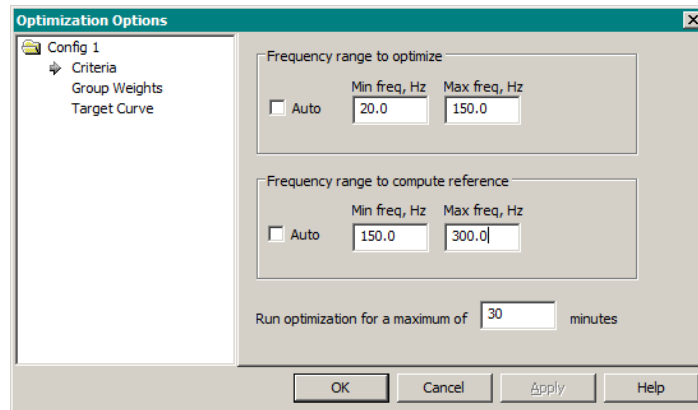 Optimization Options
Config 1
Criteria
Group Weights
Target Curve
Frequency range to optimize
Min freq, Hz Max freq, Hz
Auto 20.0 150.0
Frequency range to compute reference
Min freq, Hz Max freq, Hz
Auto 150.0 300.0
Run optimization for a maximum of 30 minutes
OK Cancel Apply Help